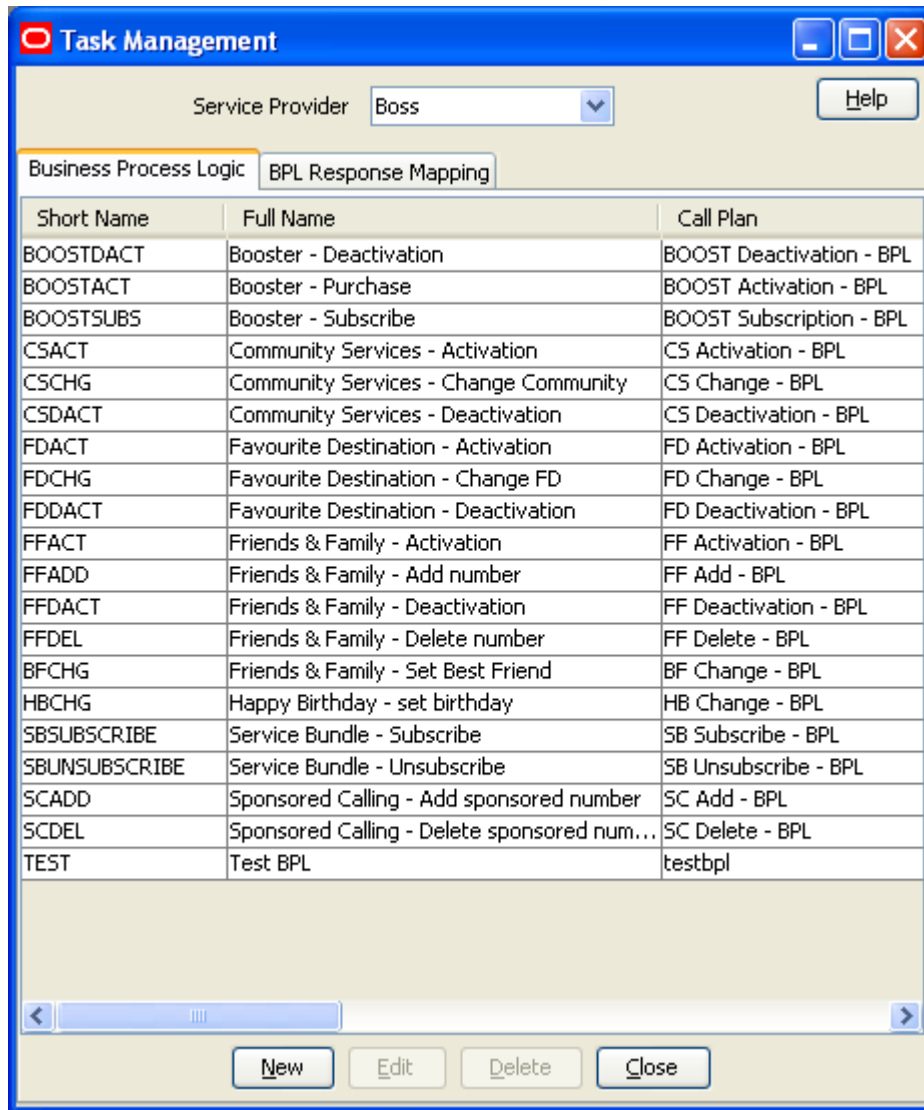 Task Management
Service Provider Boss Help
Business Process Logic BPL Response Mapping
Short Name Full Name Call Plan
BOOSTDACT Booster - Deactivation BOOST Deactivation - BPL
BOOSTACT Booster - Purchase BOOST Activation - BPL
BOOSTSUBS Booster - Subscribe BOOST Subscription - BPL
CSACT Community Services - Activation CS Activation - BPL
CSCHG Community Services - Change Community CS Change - BPL
CSDACT Community Services - Deactivation CS Deactivation - BPL
FDACT Favourite Destination - Activation FD Activation - BPL
FDCHG Favourite Destination - Change FD FD Change - BPL
FDDACT Favourite Destination - Deactivation FD Deactivation - BPL
FFACT Friends & Family - Activation FF Activation - BPL
FFADD Friends & Family - Add number FF Add - BPL
FFDACT Friends & Family - Deactivation FF Deactivation - BPL
FFDEL Friends & Family - Delete number FF Delete - BPL
BFCHG Friends & Family - Set Best Friend BF Change - BPL
HBCHG Happy Birthday - set birthday HB Change - BPL
SBSUBSCRIBE Service Bundle - Subscribe SB Subscribe - BPL
SBUNSUBSCRIBE Service Bundle - Unsubscribe SB Unsubscribe - BPL
SCADD Sponsored Calling - Add sponsored number SC Add - BPL
SCDEL Sponsored Calling - Delete sponsored num... SC Delete - BPL
TEST Test BPL testbpl
New Edit Delete Close